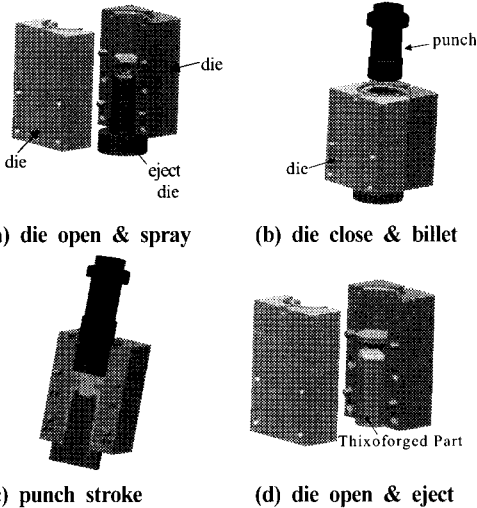 die
die
eject
die
a) die open & spray
punch
die
(b) die close & billet
c) punch stroke
Thixoforged Part
(d) die open & eject